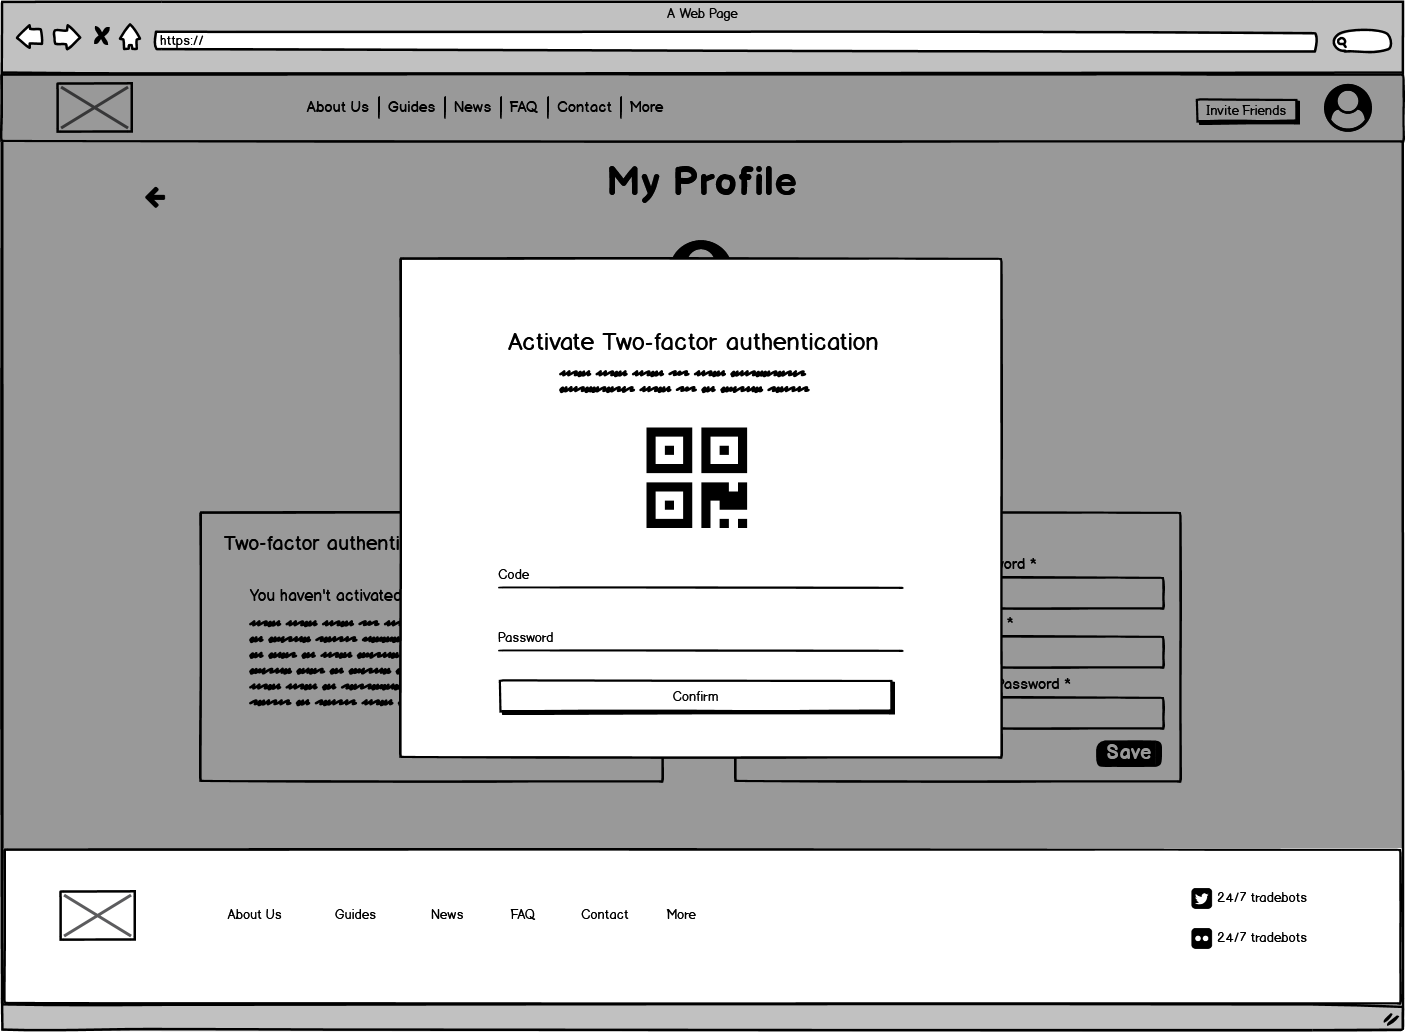 A Web Page
https://
About Us
Guides
News
FAQ
Contact
More
Invite Friends
My Profile
Activate Two-factor authentication
Two-factor authenti
You haven't activated
Code
Password
Confirm
*
*
Password *
Save
About Us
Guides
News
FAQ
Contact
More
24/7 tradebots
24/7 tradebots